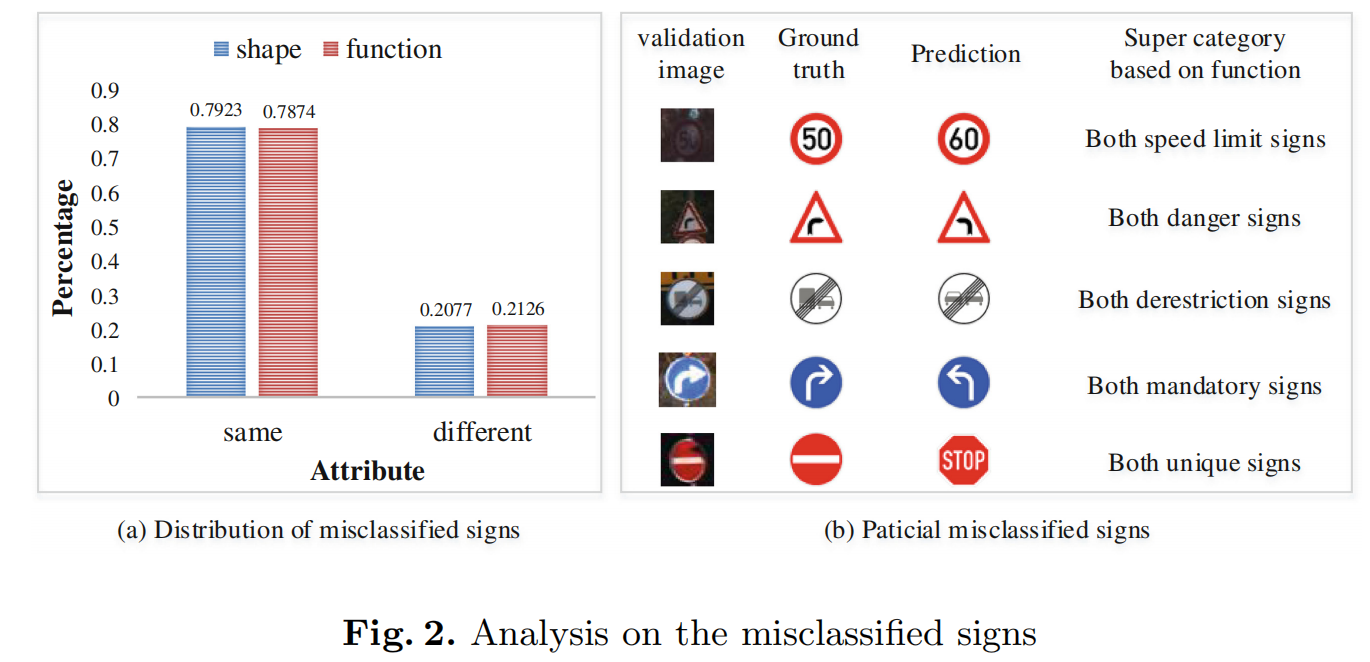 shape function
Percentage
0.9
0.8
0.7
0.6
0.5
0.4
0.3
0.2
0.1
0
0.7923 0.7874
0.2077 0.2126
same different
Attribute
(a) Distribution of misclassified signs
validation image
Ground truth
Prediction
Super category based on function
50 60 Both speed limit signs
Both danger signs
Both derestriction signs
Both mandatory signs
STOP Both unique signs
(b) Paticial misclassified signs
Fig. 2. Analysis on the misclassified signs